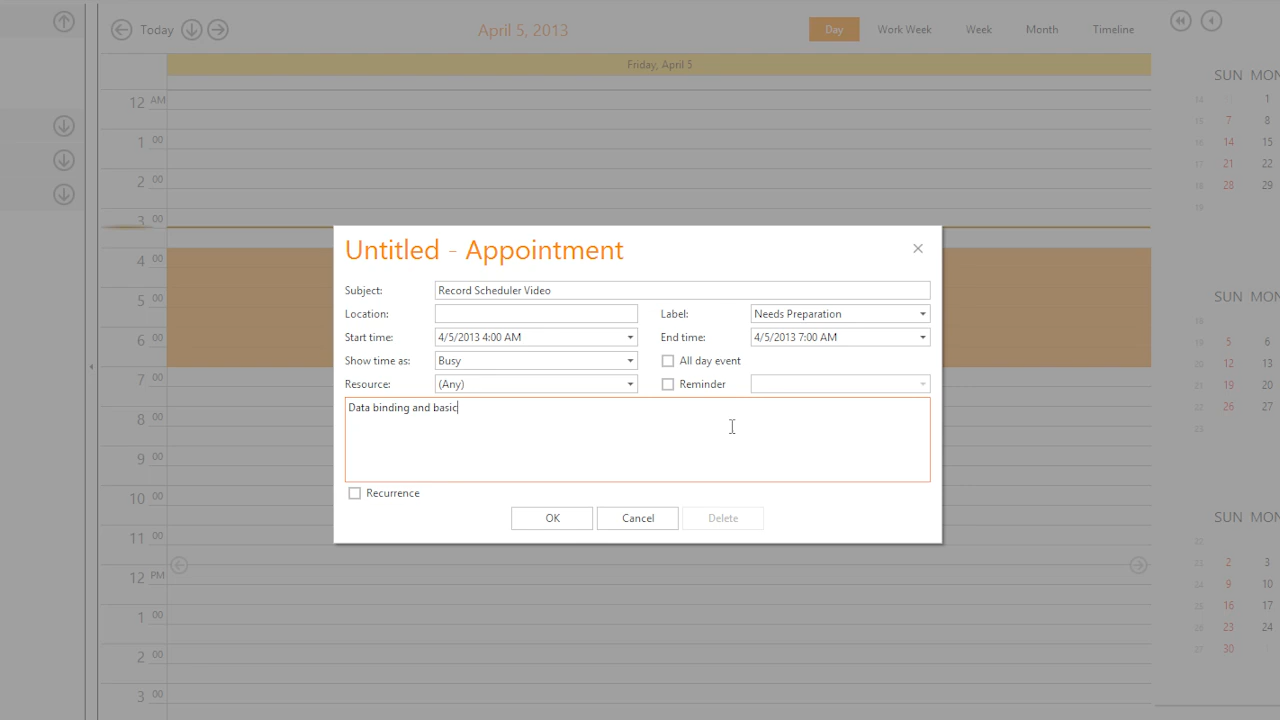 Today
April 5, 2013
Day
Work Week
Week
Month
Timeline
Friday, April 5
12 AM
1 00
2 00
3 00
4 00
5 00
6 00
7 00
8 00
9 00
10 00
11 00
12 PM
1 00
2 00
3 00
Untitled - Appointment
Subject: Record Scheduler Video
Location: Label: Needs Preparation
Start time: 4/5/2013 4:00 AM End time: 4/5/2013 7:00 AM
Show time as: Busy All day event
Resource: (Any) Reminder
Data binding and basic
Recurrence
OK Cancel Delete
SUN MON
1
7 8
14 15
21 22
28 29
SUN MON
5 6
12 13
19 20
26 27
SUN MON
2 3
9 10
16 17
23 24
30